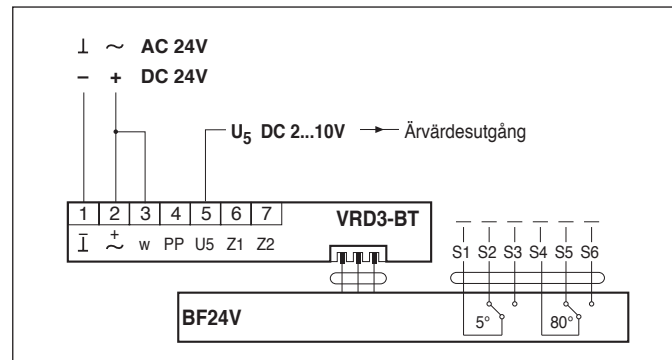 ⊥ ~ AC 24V
− + DC 24V
U5 DC 2...10V Ärvärdesutgång
1 2 3 4 5 6 7 VRD3-BT
⊥ ~ w PP U5 Z1 Z2
− +
S1 S2 S3 S4 S5 S6
BF24V 5° 80°